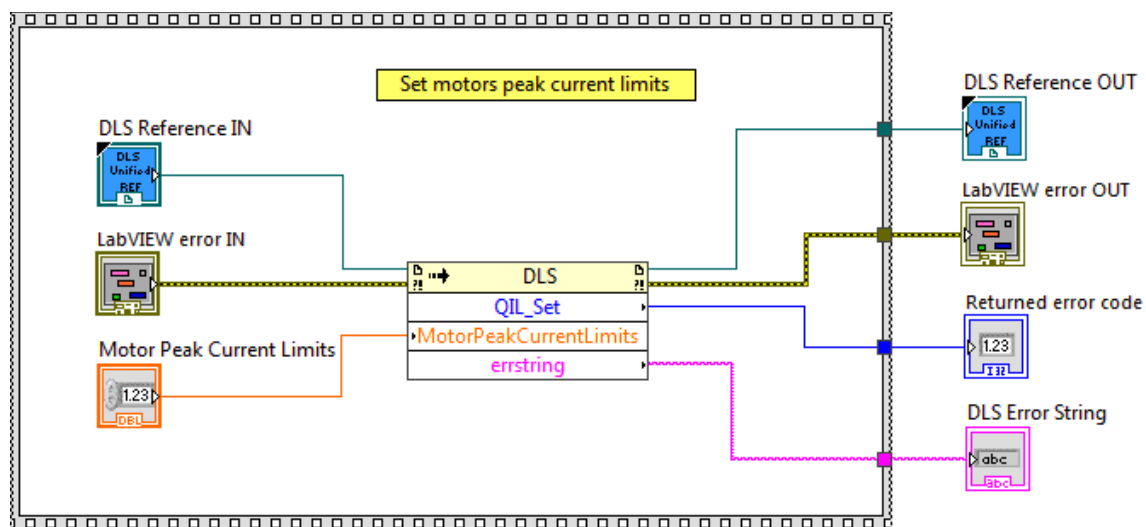 Set motors peak current limits
DLS Reference IN
DLS
Unified
REF
LabVIEW error IN
Motor Peak Current Limits
1.23
DBL
?!
DLS
?!
QIL_Set
MotorPeakCurrentLimits
errstring
DLS Reference OUT
DLS
Unified
REF
LabVIEW error OUT
Returned error code
1.23
I32
DLS Error String
abc
abc